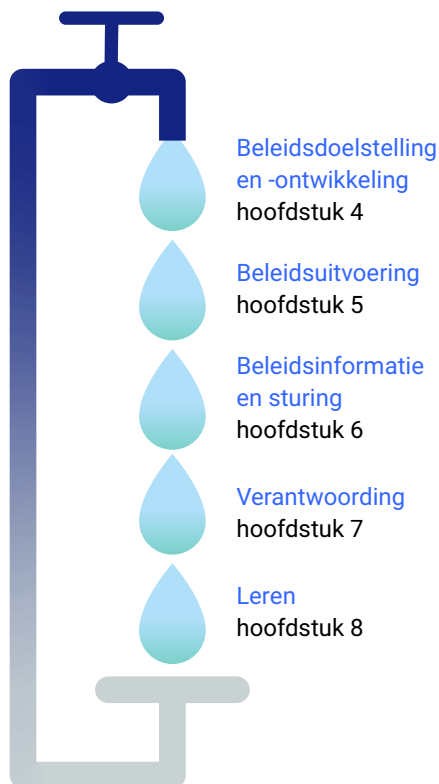 Beleidsdoelstelling
en -ontwikkeling
hoofdstuk 4
Beleidsuitvoering
hoofdstuk 5
Beleidsinformatie
en sturing
hoofdstuk 6
Verantwoording
hoofdstuk 7
Leren
hoofdstuk 8